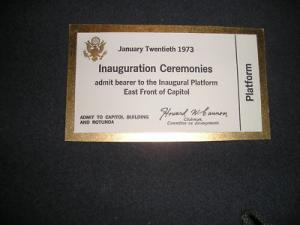 January Twentieth 1973
Inauguration Ceremonies
admit bearer to the Inaugural Platform
East Front of Capitol
ADMIT TO CAPITOL BUILDING
AND ROTUNDA
Howard W. Cannon
Chairman
Committee on Arrangements
Platform